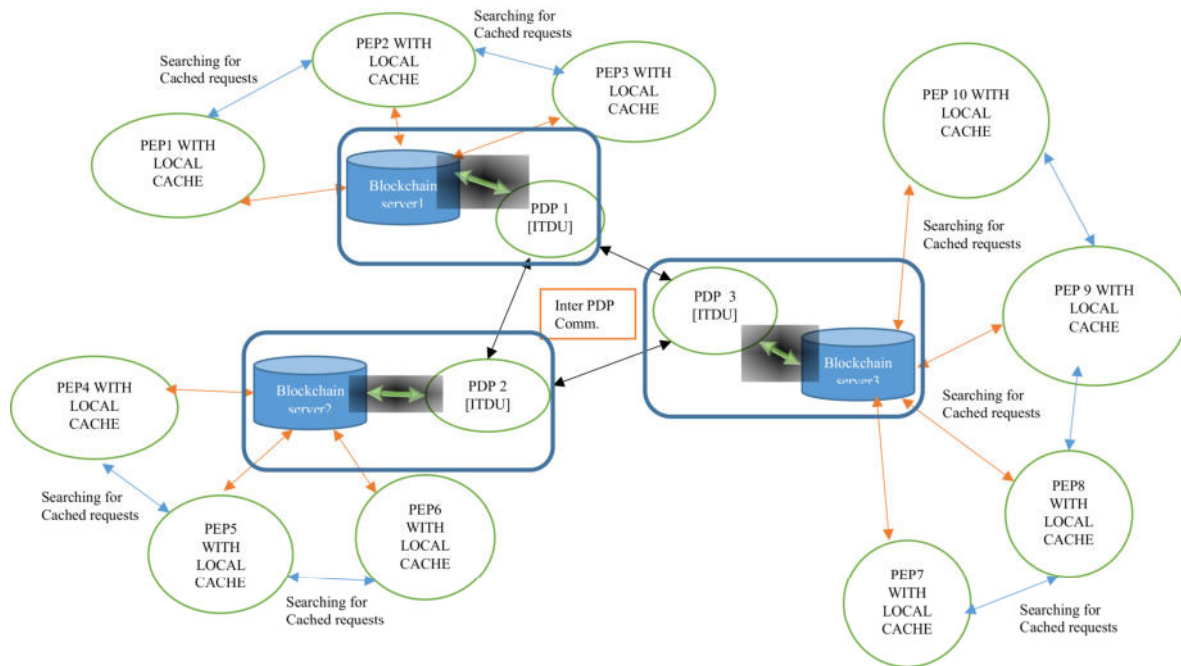 Searching for
Cached requests
PEP2 WITH
LOCAL
CACHE
Searching for
Cached requests
PEP3 WITH
LOCAL
CACHE
PEP1 WITH
LOCAL
CACHE
Blockchain
server1
PDP 1
[ITDU]
PEP 10 WITH
LOCAL
CACHE
Searching for
Cached requests
PEP 9 WITH
LOCAL
CACHE
Inter PDP
Comm.
PDP 3
[ITDU]
Blockchain
server3
PEP4 WITH
LOCAL
CACHE
Blockchain
server2
PDP 2
[ITDU]
Searching for
Cached requests
Searching for
Cached requests
PEP5
WITH
LOCAL
CACHE
PEP6
WITH
LOCAL
CACHE
Searching for
Cached requests
PEP8
WITH
LOCAL
CACHE
PEP7
WITH
LOCAL
CACHE
Searching for
Cached requests